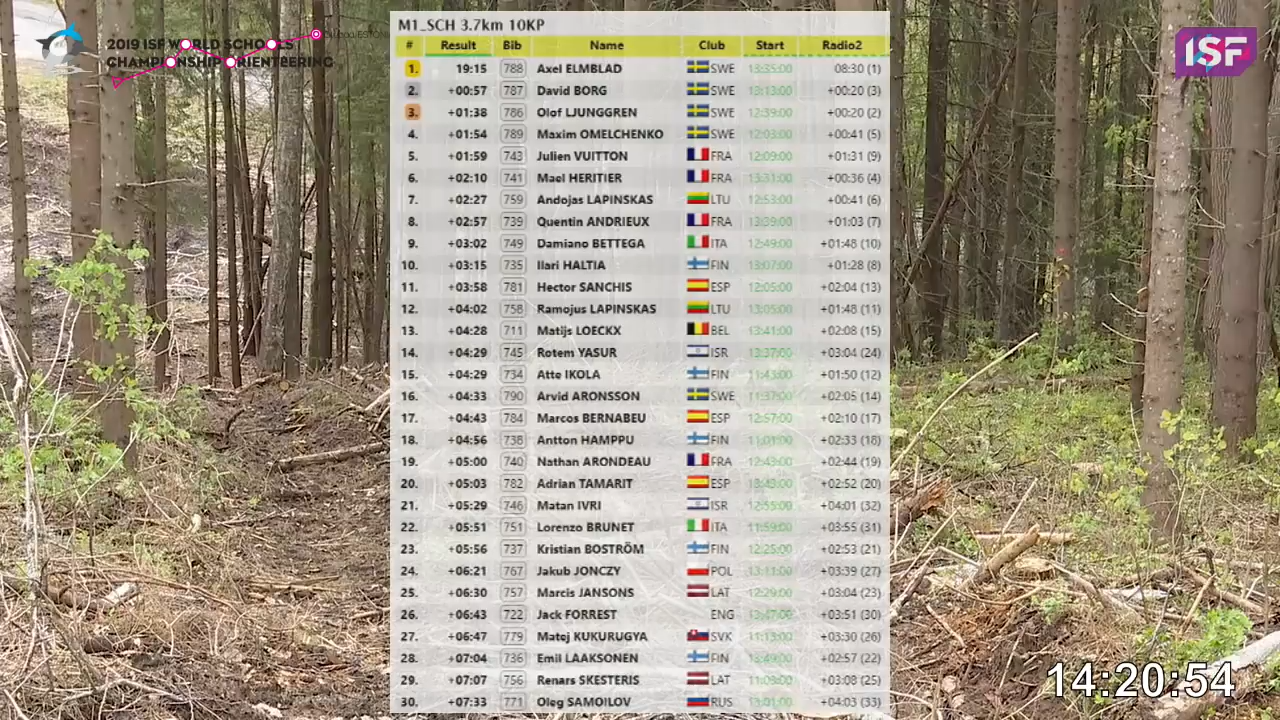 2019 ISF WORLD SCHOOLS
CHAMPIONSHIP ORIENTEERING
ISF
M1_SCH 3.7km 10KP
# Result Bib Name Club Start Radio2
1. 19:15 788 Axel ELMBLAD SWE 13:35:00 08:30 (1)
2. +00:57 787 David BORG SWE 13:13:00 +00:20 (3)
3. +01:38 786 Olof LJUNGGREN SWE 12:39:00 +00:20 (2)
4. +01:54 789 Maxim OMELCHENKO SWE 12:03:00 +00:41 (5)
5. +01:59 743 Julien VUITTON FRA 12:09:00 +01:31 (9)
6. +02:10 741 Mael HERITIER FRA 13:31:00 +00:36 (4)
7. +02:27 759 Andojas LAPINSKAS LTU 12:53:00 +00:41 (6)
8. +02:57 739 Quentin ANDRIEUX FRA 13:39:00 +01:03 (7)
9. +03:02 749 Damiano BETTEGA ITA 12:49:00 +01:48 (10)
10. +03:15 735 Ilari HALTIA FIN 13:07:00 +01:28 (8)
11. +03:58 781 Hector SANCHIS ESP 12:05:00 +02:04 (13)
12. +04:02 758 Ramojus LAPINSKAS LTU 13:05:00 +01:48 (11)
13. +04:28 711 Matijs LOECKX BEL 13:41:00 +02:08 (15)
14. +04:29 745 Rotem YASUR ISR 13:37:00 +03:04 (24)
15. +04:29 734 Atte IKOLA FIN 11:43:00 +01:50 (12)
16. +04:33 790 Arvid ARONSSON SWE 11:37:00 +02:05 (14)
17. +04:43 784 Marcos BERNABEU ESP 12:57:00 +02:10 (17)
18. +04:56 738 Antton HAMPPU FIN 11:01:00 +02:33 (18)
19. +05:00 740 Nathan ARONDEAU FRA 12:43:00 +02:44 (19)
20. +05:03 782 Adrian TAMARIT ESP 13:43:00 +02:52 (20)
21. +05:29 746 Matan IVRI ISR 12:55:00 +04:01 (32)
22. +05:51 751 Lorenzo BRUNET ITA 11:59:00 +03:55 (31)
23. +05:56 737 Kristian BOSTRÖM FIN 12:25:00 +02:53 (21)
24. +06:21 767 Jakub JONCZY POL 13:11:00 +03:39 (27)
25. +06:30 757 Marcis JANSONS LAT 12:29:00 +03:04 (23)
26. +06:43 722 Jack FORREST ENG 13:47:00 +03:51 (30)
27. +06:47 779 Matej KUKURUGYA SVK 11:13:00 +03:30 (26)
28. +07:04 736 Emil LAAKSONEN FIN 13:49:00 +02:57 (22)
29. +07:07 756 Renars SKESTERIS LAT 11:09:00 +03:08 (25)
30. +07:33 771 Oleg SAMOILOV RUS 13:01:00 +04:03 (33)
14:20:54